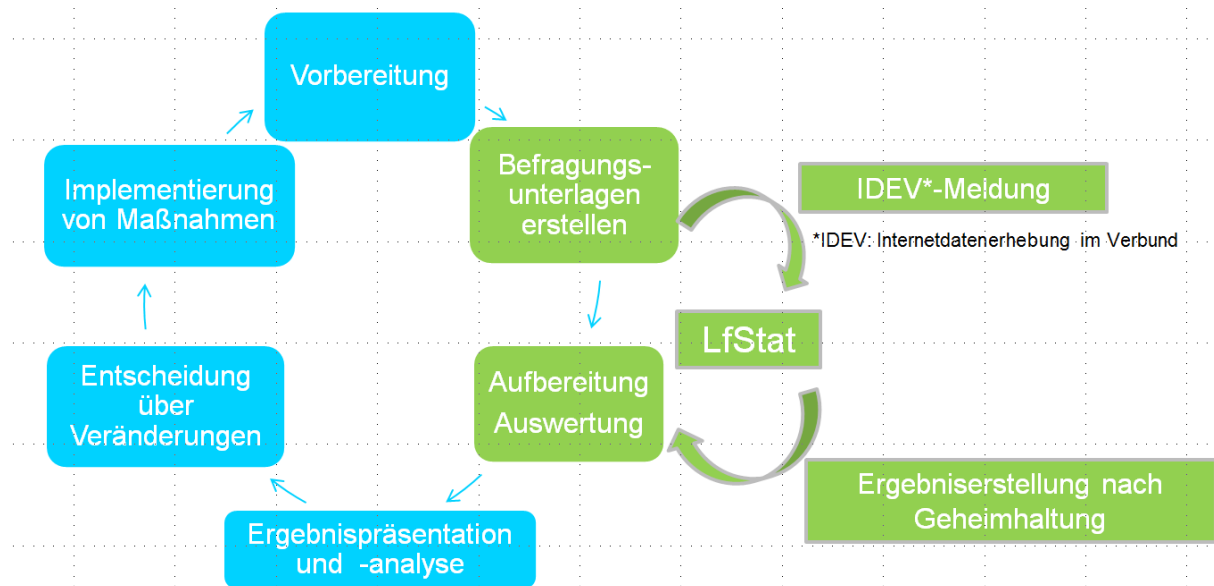 Vorbereitung
Befragungs-
unterlagen
erstellen
IDEV*-Meldung
*IDEV: Internetdatenerhebung im Verbund
LfStat
Ergebniserstellung nach
Geheimhaltung
Aufbereitung
Auswertung
Ergebnispräsentation
und -analyse
Entscheidung
über
Veränderungen
Implementierung
von Maßnahmen